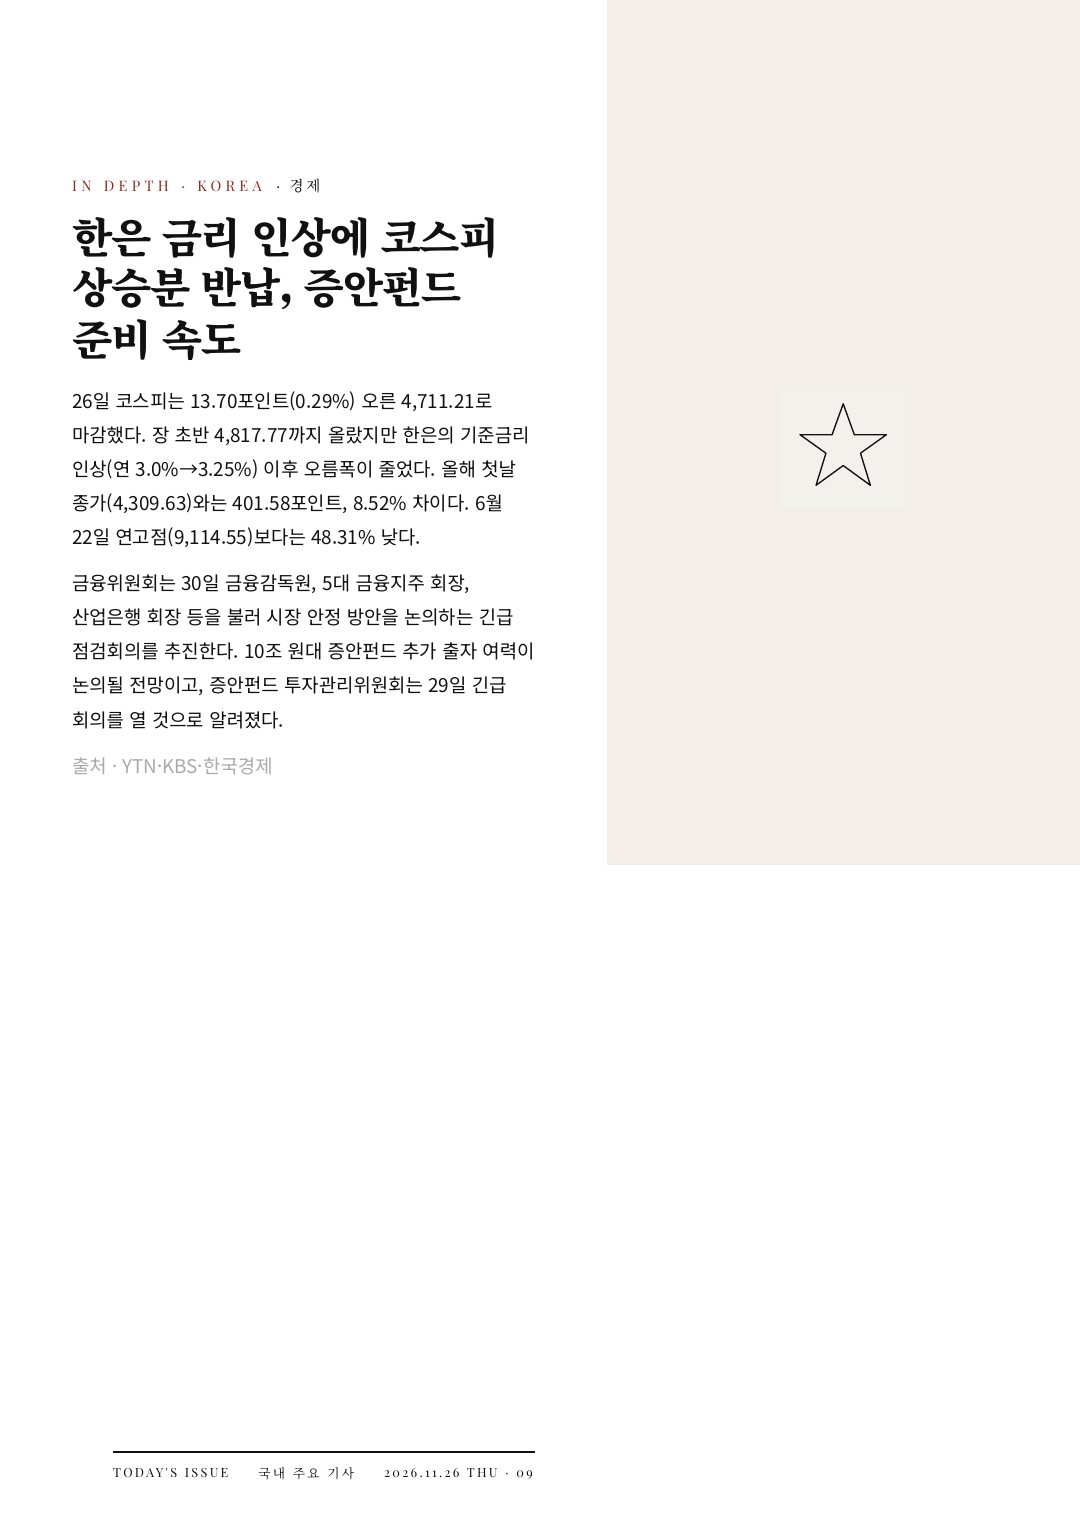 IN DEPTH · KOREA · 경제
한은 금리 인상에 코스피
상승분 반납, 증안펀드
준비 속도
26일 코스피는 13.70포인트(0.29%) 오른 4,711.21로
마감했다. 장 초반 4,817.77까지 올랐지만 한은의 기준금리
인상(연 3.0%→3.25%) 이후 오름폭이 줄었다. 올해 첫날
종가(4,309.63)와는 401.58포인트, 8.52% 차이다. 6월
22일 연고점(9,114.55)보다는 48.31% 낮다.
금융위원회는 30일 금융감독원, 5대 금융지주 회장,
산업은행 회장 등을 불러 시장 안정 방안을 논의하는 긴급
점검회의를 추진한다. 10조 원대 증안펀드 추가 출자 여력이
논의될 전망이고, 증안펀드 투자관리위원회는 29일 긴급
회의를 열 것으로 알려졌다.
출처 · YTN·KBS·한국경제
TODAY'S ISSUE 국내 주요 기사 2026.11.26 THU · 09